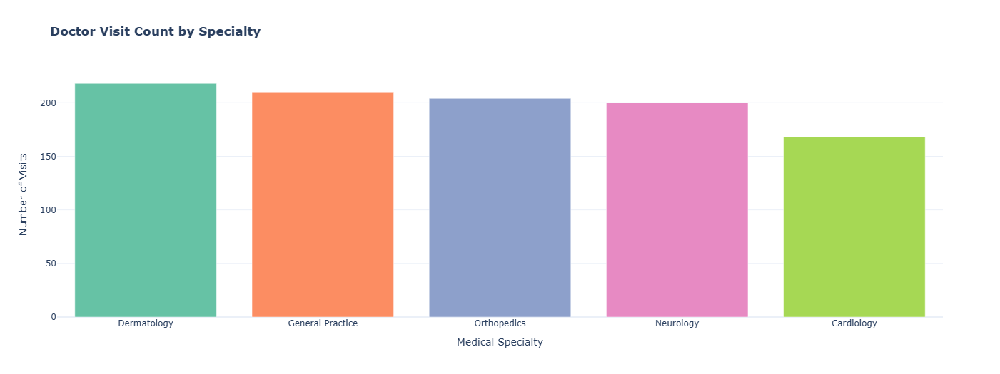 Doctor Visit Count by Specialty
Number of Visits
200
150
100
50
0
Dermatology
General Practice
Orthopedics
Neurology
Cardiology
Medical Specialty